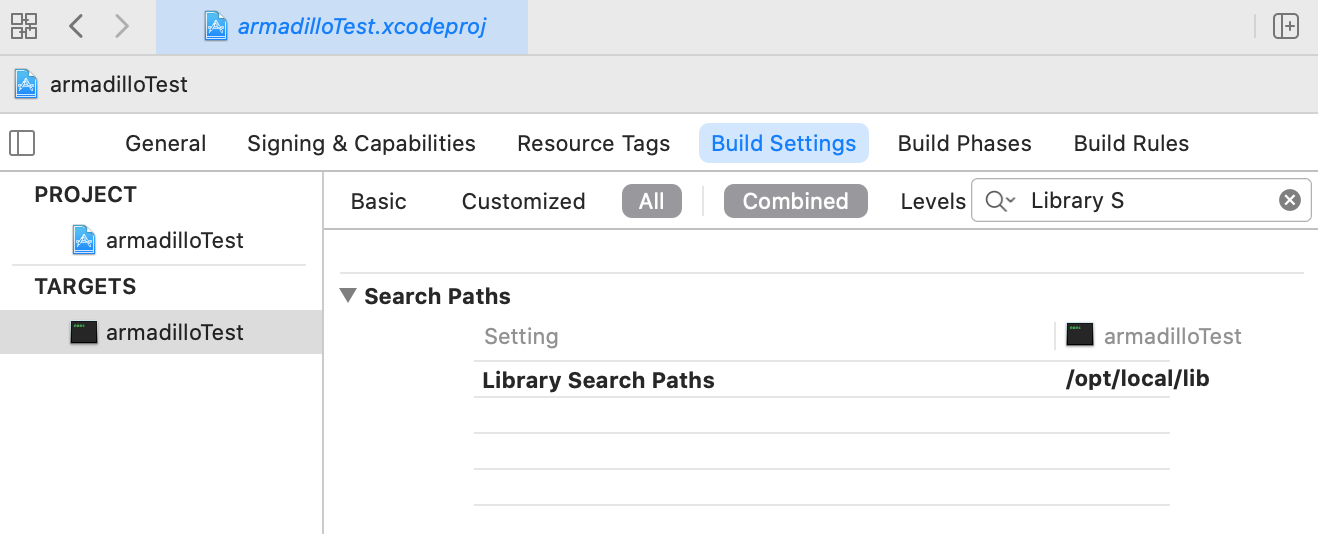 armadilloTest.xcodeproj
armadilloTest
General Signing & Capabilities Resource Tags Build Settings Build Phases Build Rules
PROJECT
armadilloTest
TARGETS
armadilloTest
Basic Customized All Combined Levels Library S
Search Paths
Setting armadilloTest
Library Search Paths /opt/local/lib